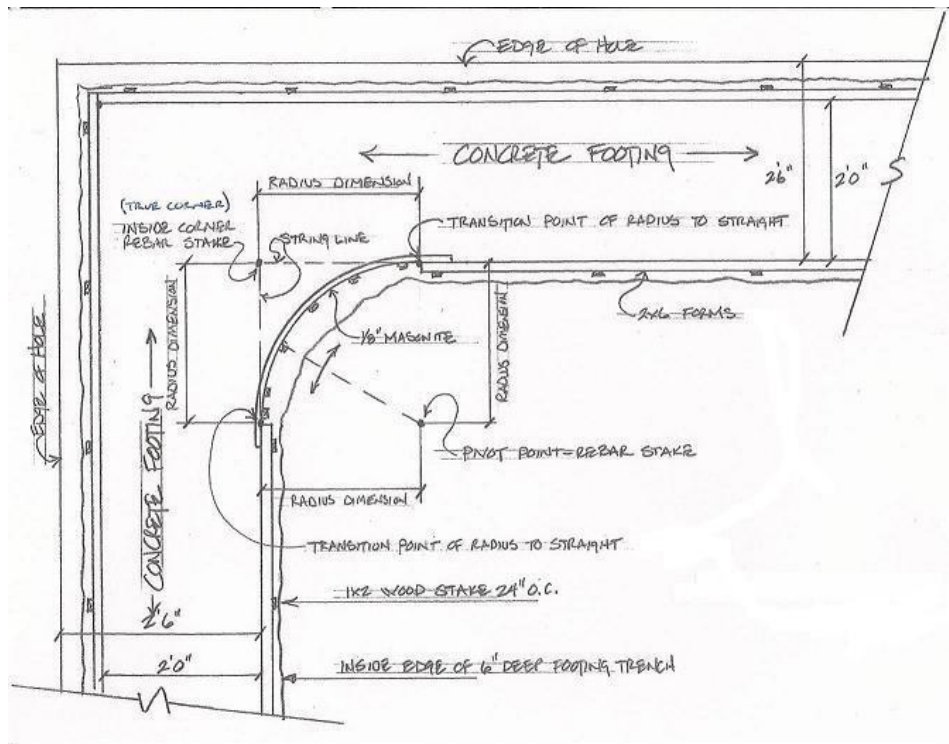 EDGE OF HOLE
CONCRETE FOOTING
2'6"
2'0"
RADIUS DIMENSION
(TRUE CORNER)
INSIDE CORNER
REBAR STAKE
STRING LINE
TRANSITION POINT OF RADIUS TO STRAIGHT
RADIUS DIMENSION
RADIUS DIMENSION
2x6 FORMS
1/8" MASONITE
EDGE OF HOLE
CONCRETE FOOTING
PIVOT POINT=REBAR STAKE
RADIUS DIMENSION
TRANSITION POINT OF RADIUS TO STRAIGHT
1x2 WOOD STAKE 24" O.C.
2'6"
2'0"
INSIDE EDGE OF 6" DEEP FOOTING TRENCH